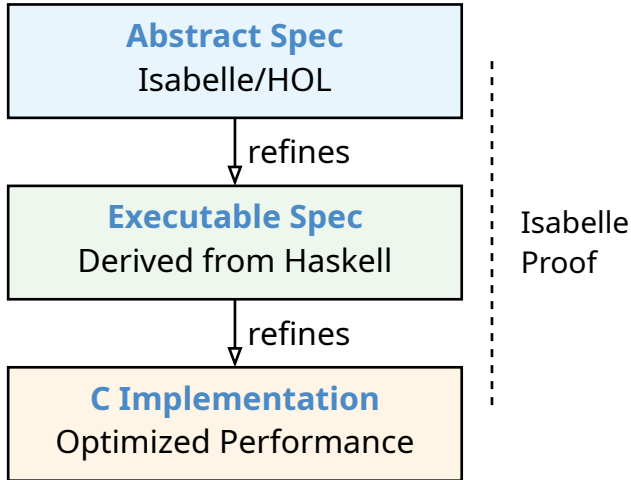 Abstract Spec
Isabelle/HOL
refines
Executable Spec
Derived from Haskell
Isabelle
Proof
refines
C Implementation
Optimized Performance